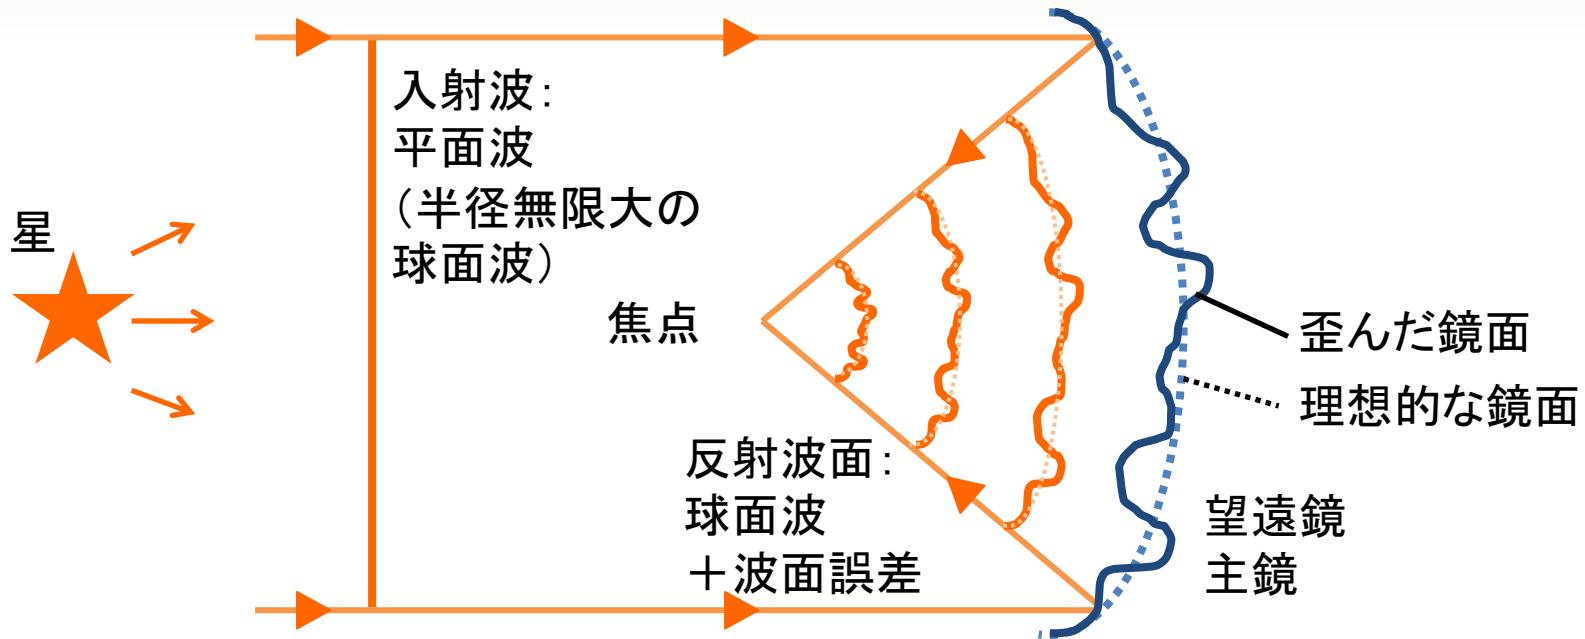 入射波：
平面波
（半径無限大の
球面波）
星
焦点
歪んだ鏡面
理想的な鏡面
反射波面：
球面波
＋波面誤差
望遠鏡
主鏡